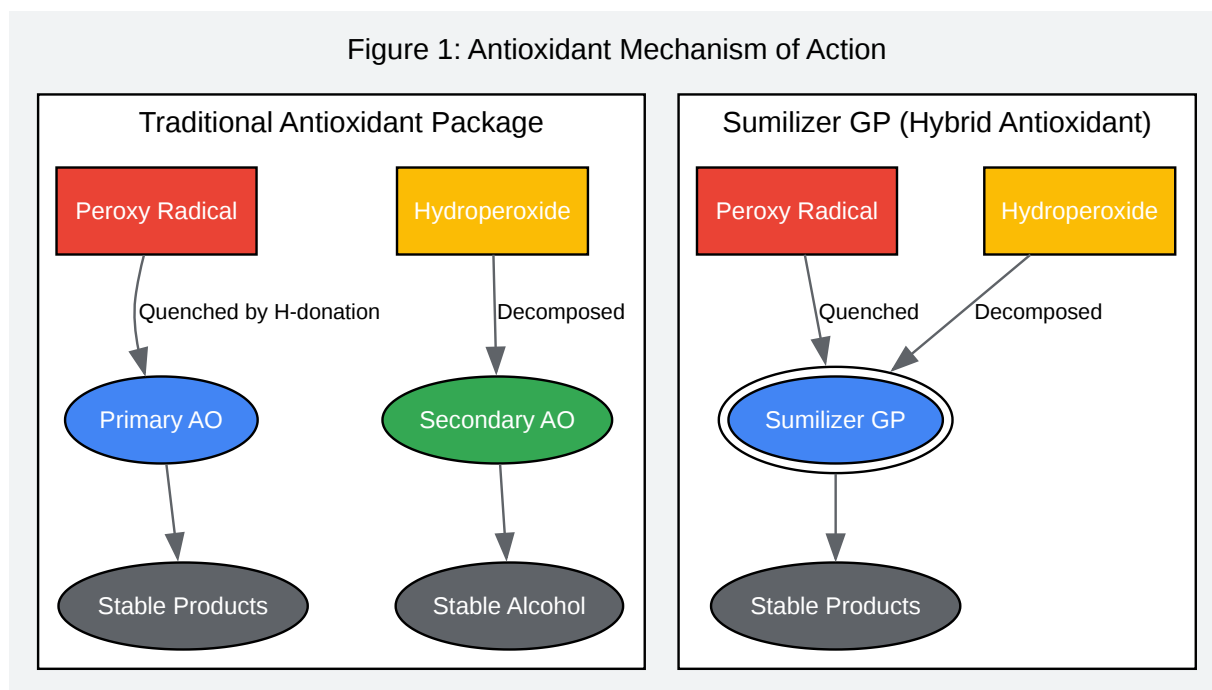 Figure 1: Antioxidant Mechanism of Action
Traditional Antioxidant Package
Peroxy Radical
Hydroperoxide
Quenched by H-donation
Decomposed
Primary AO
Secondary AO
Stable Products
Stable Alcohol
Sumilizer GP (Hybrid Antioxidant)
Peroxy Radical
Hydroperoxide
Quenched
Decomposed
Sumilizer GP
Stable Products